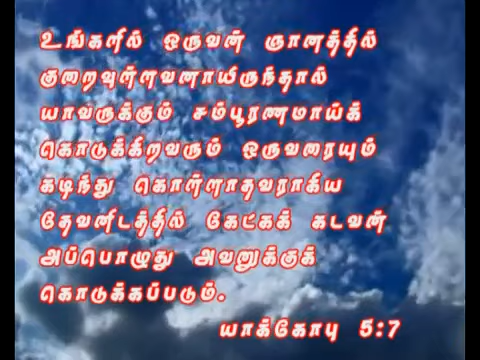 உங்களில் ஒருவன் ஞானத்தில்
குறைவுள்ளவனாயிருந்தால்
யாவருக்கும் சம்பூரணமாய்க்
கொடுக்கிறவரும் ஒருவரையும்
கடிந்து கொள்ளாதவராகிய
தேவனிடத்தில் கேட்கக் கடவன்
அப்பொழுது அவனுக்குக்
கொடுக்கப்படும்.
யாக்கோபு 5:7